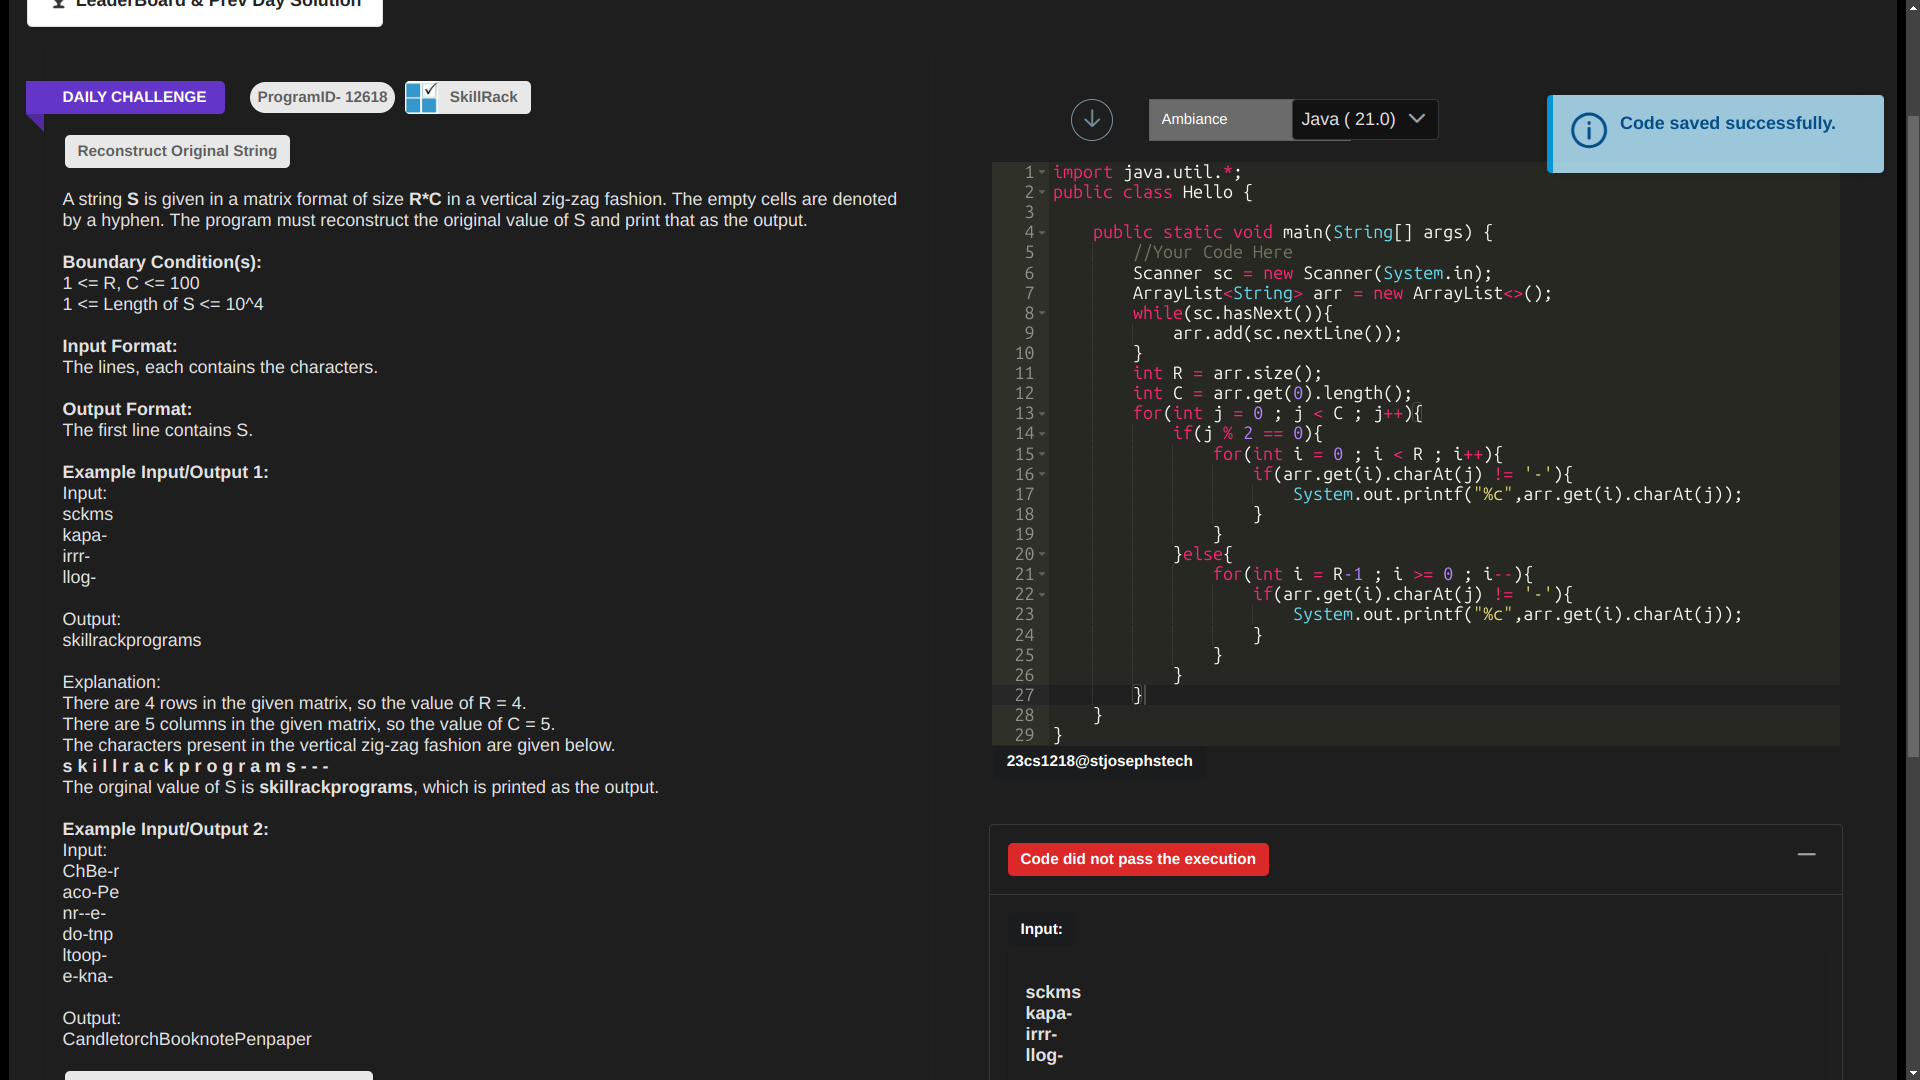 LeaderBoard & Prev Day Solution
DAILY CHALLENGE
ProgramID- 12618
SkillRack
Reconstruct Original String
A string S is given in a matrix format of size R*C in a vertical zig-zag fashion. The empty cells are denoted
by a hyphen. The program must reconstruct the original value of S and print that as the output.
Boundary Condition(s):
1 <= R, C <= 100
1 <= Length of S <= 10^4
Input Format:
The lines, each contains the characters.
Output Format:
The first line contains S.
Example Input/Output 1:
Input:
sckms
kapa-
irrr-
llog-
Output:
skillrackprograms
Explanation:
There are 4 rows in the given matrix, so the value of R = 4.
There are 5 columns in the given matrix, so the value of C = 5.
The characters present in the vertical zig-zag fashion are given below.
s k i l l r a c k p r o g r a m s - - -
The orginal value of S is skillrackprograms, which is printed as the output.
Example Input/Output 2:
Input:
ChBe-r
aco-Pe
nr--e-
do-tnp
ltoop-
e-kna-
Output:
CandletorchBooknotePenpaper
Ambiance
Java ( 21.0)
Code saved successfully.
1 import java.util.*;
2 public class Hello {
3
4 public static void main(String[] args) {
5 //Your Code Here
6 Scanner sc = new Scanner(System.in);
7 ArrayList<String> arr = new ArrayList<>();
8 while(sc.hasNext()){
9 arr.add(sc.nextLine());
10 }
11 int R = arr.size();
12 int C = arr.get(0).length();
13 for(int j = 0 ; j < C ; j++){
14 if(j % 2 == 0){
15 for(int i = 0 ; i < R ; i++){
16 if(arr.get(i).charAt(j) != '-'){
17 System.out.printf("%c",arr.get(i).charAt(j));
18 }
19 }
20 }else{
21 for(int i = R-1 ; i >= 0 ; i--){
22 if(arr.get(i).charAt(j) != '-'){
23 System.out.printf("%c",arr.get(i).charAt(j));
24 }
25 }
26 }
27 }
28 }
29 }
23cs1218@stjosephstech
Code did not pass the execution
Input:
sckms
kapa-
irrr-
llog-